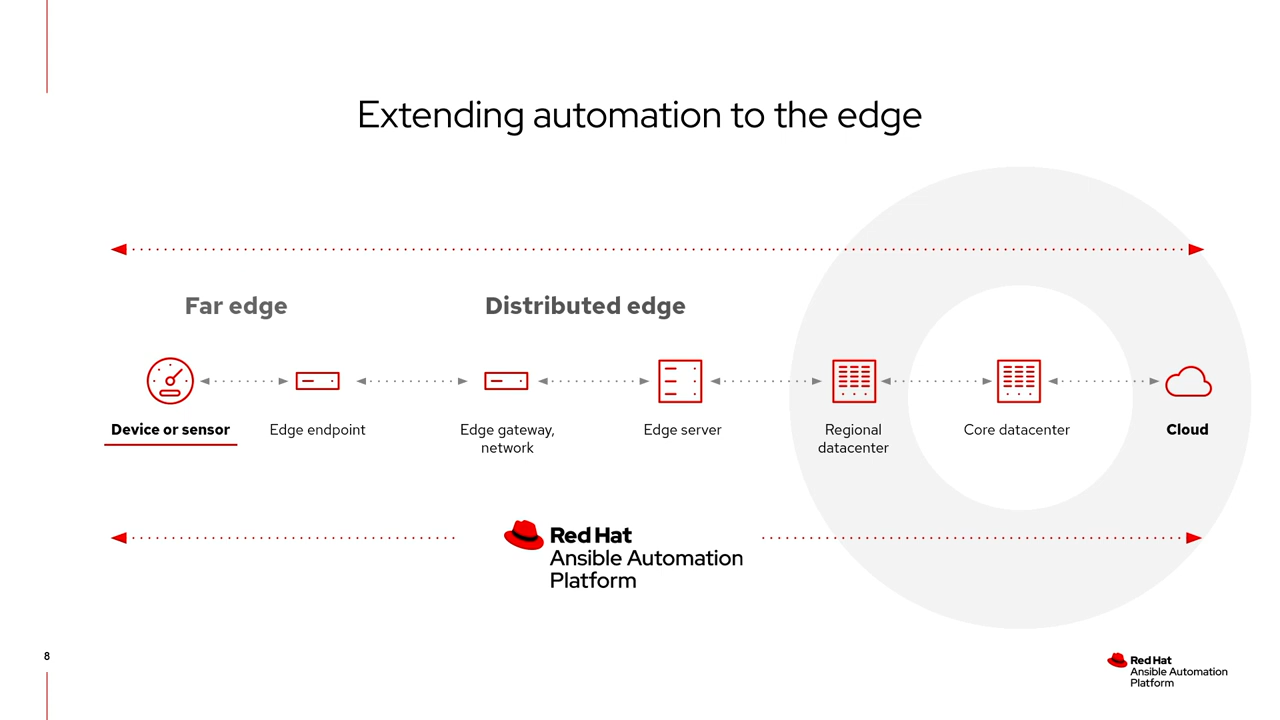 Extending automation to the edge
Far edge
Distributed edge
Device or sensor
Edge endpoint
Edge gateway,
network
Edge server
Regional
datacenter
Core datacenter
Cloud
Red Hat
Ansible Automation
Platform
8
Red Hat
Ansible Automation
Platform